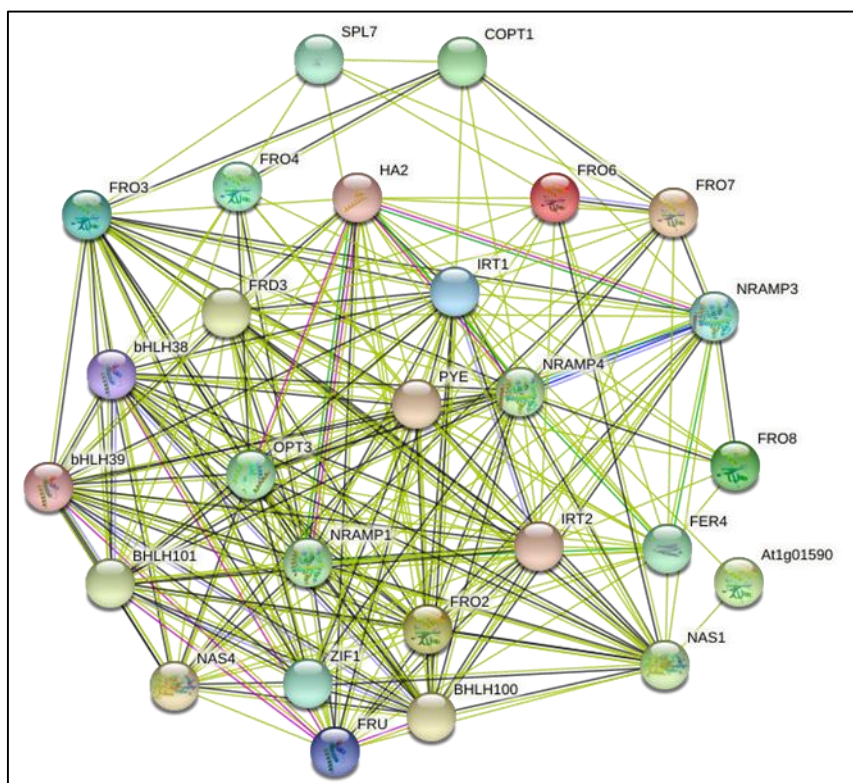 SPL7
COPT1
FRO3
FRO4
HA2
FRO6
FRO7
FRD3
IRT1
NRAMP3
bHLH38
PYE
NRAMP4
OPT3
FRO8
bHLH39
NRAMP1
IRT2
FER4
BHLH101
At1g01590
FRO2
NAS4
ZIF1
NAS1
BHLH100
FRU